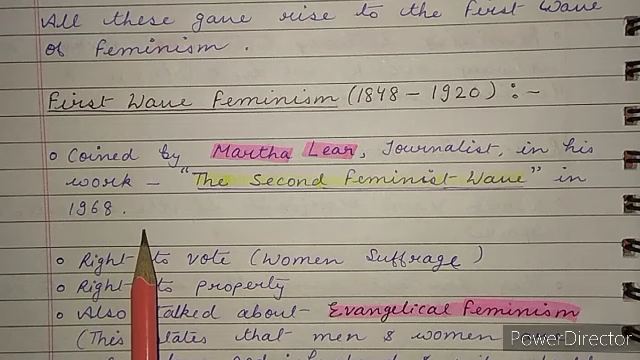 All these gave rise to the first wave
of feminism.
First Wave Feminism (1848 - 1920) :-
Coined by Martha Lear, Journalist, in his
work - "The Second Feminist Wave" in
1968.
Right to vote (Women Suffrage)
Right to property
Also talked about - Evangelical feminism
(This states that men & women
PowerDirector